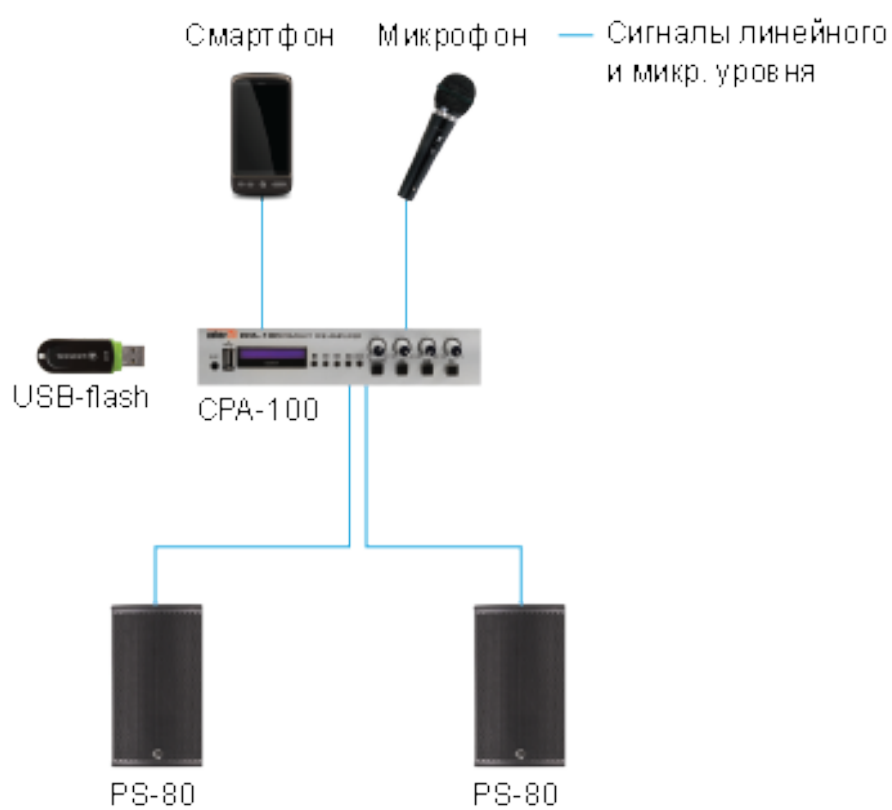 Смартфон
Микрофон
Сигналы линейного
и микр. уровня
USB-flash
CPA-100
PS-80
PS-80